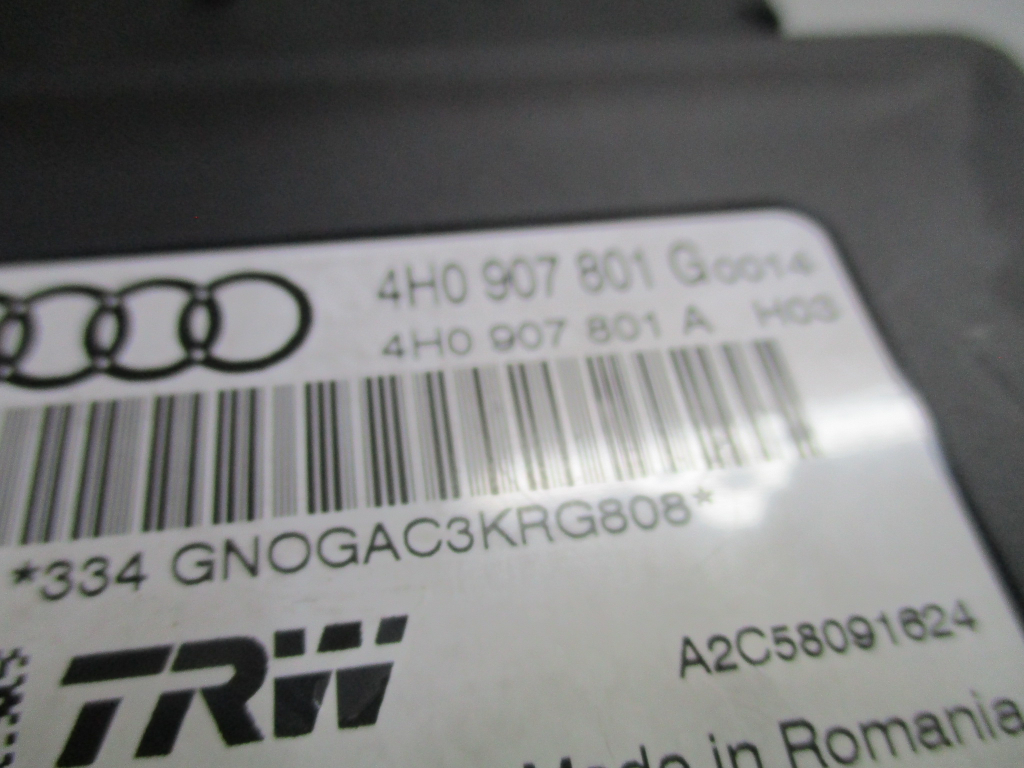 4H0 907 801 G 0014
4H0 907 801 A H03
*334 GNOGAC3KRG808*
TRW
A2C58091624
Made in Romania